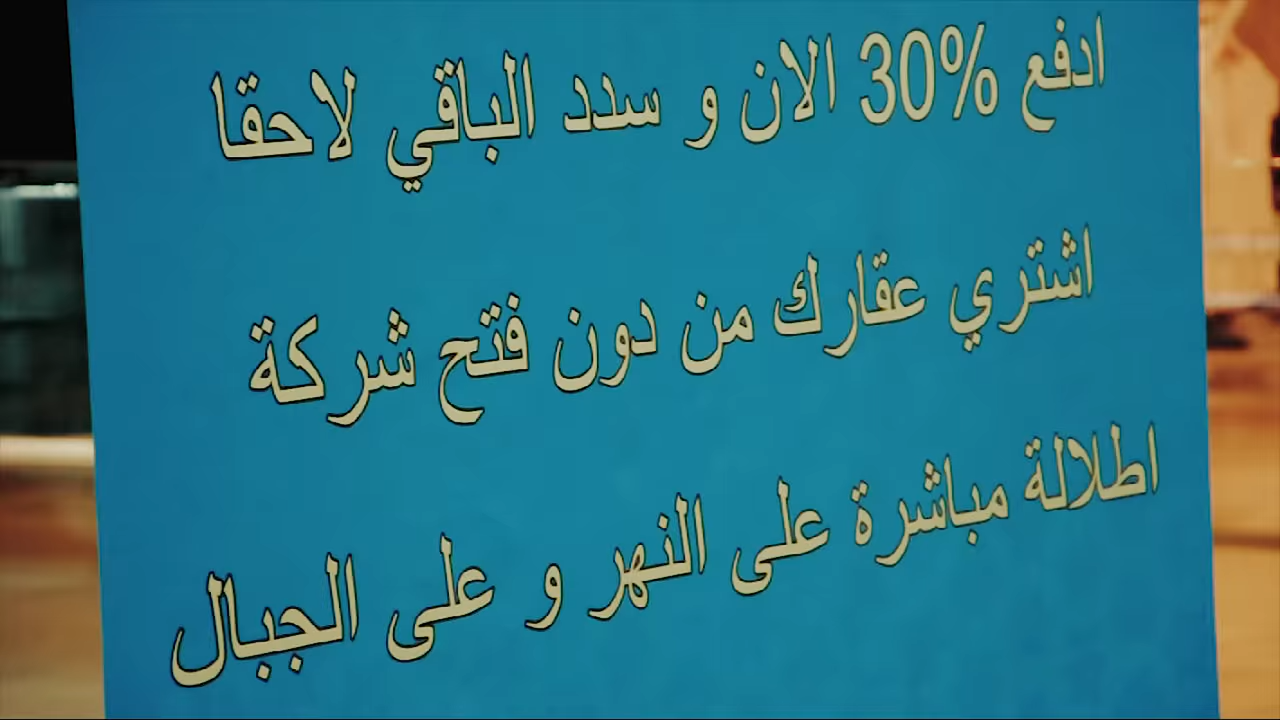 ادفع 30% الان و سدد الباقي لاحقا
اشتري عقارك من دون فتح شركة
اطلالة مباشرة على النهر و على الجبال